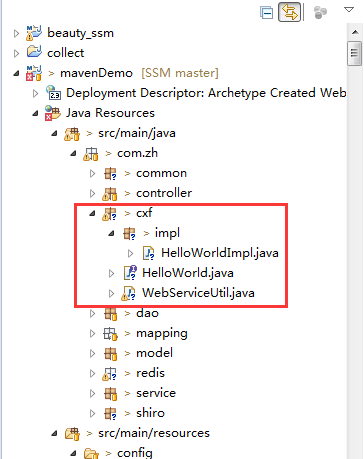 beauty_ssm
collect
> mavenDemo [SSM master]
> Deployment Descriptor: Archetype Created Web
Java Resources
> src/main/java
> com.zh
> common
> controller
> cxf
> impl
> HelloWorldImpl.java
> HelloWorld.java
> WebServiceUtil.java
> dao
> mapping
> model
> redis
> service
> shiro
> src/main/resources
> config